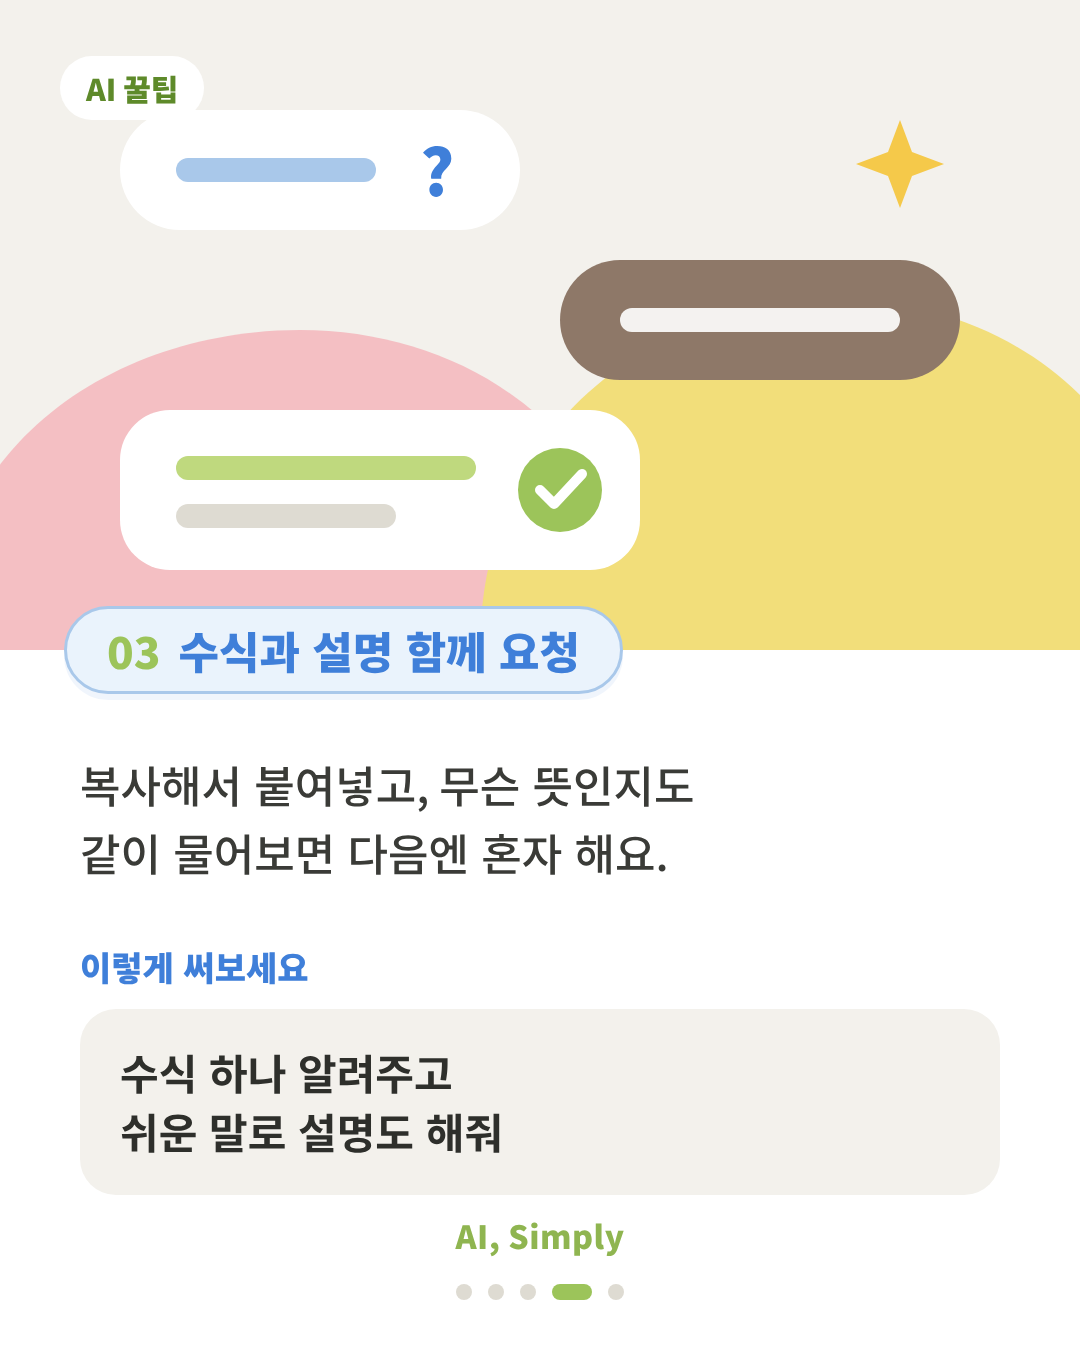 AI 꿀팁
?
03 수식과 설명 함께 요청
복사해서 붙여넣고, 무슨 뜻인지도
같이 물어보면 다음엔 혼자 해요.
이렇게 써보세요
수식 하나 알려주고
쉬운 말로 설명도 해줘
AI, Simply